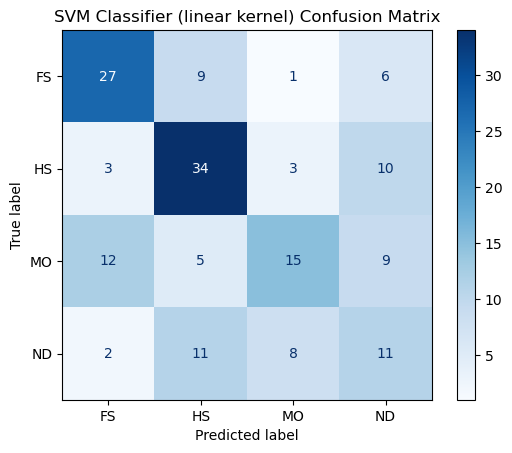 SVM Classifier (linear kernel) Confusion Matrix
True label
FS 27 9 1 6
HS 3 34 3 10
MO 12 5 15 9
ND 2 11 8 11
FS HS MO ND
Predicted label
30
25
20
15
10
5